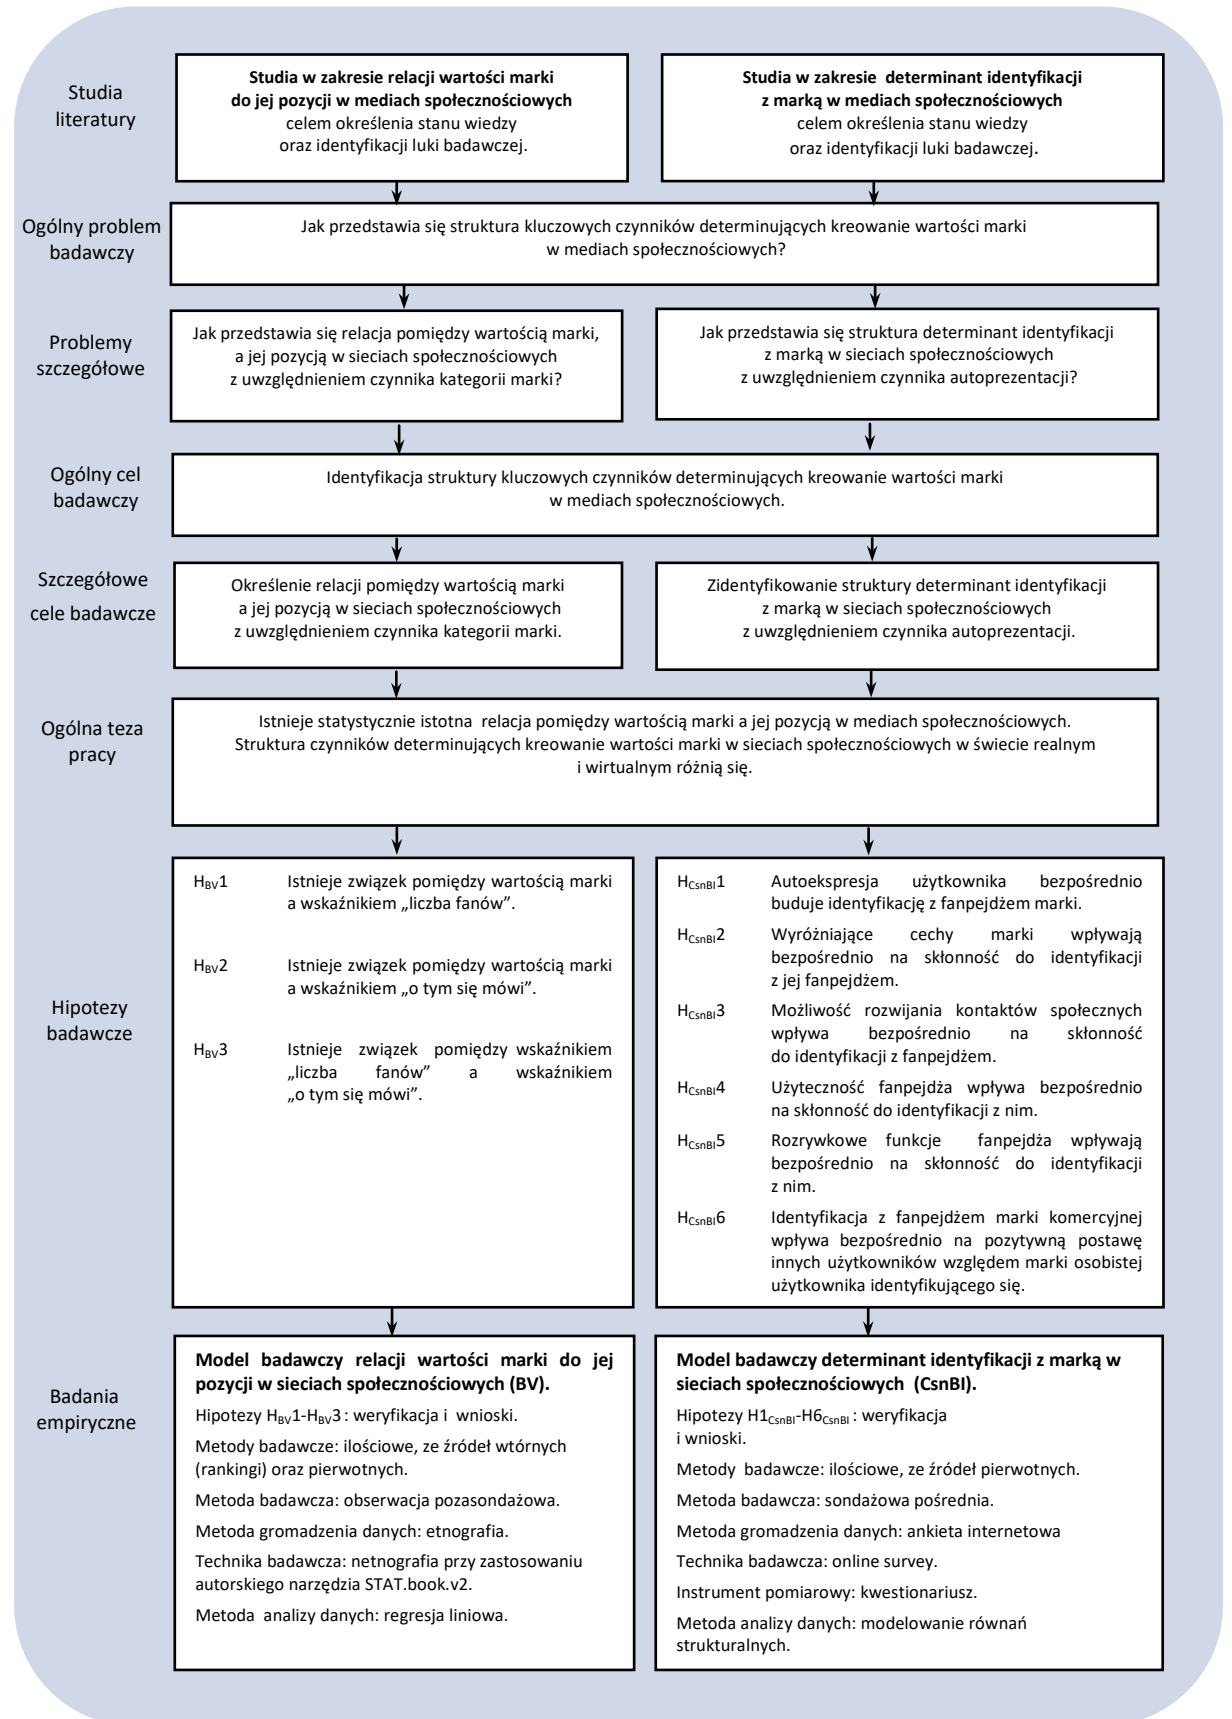 Studia
literatury
Studia w zakresie relacji wartości marki
do jej pozycji w mediach społecznościowych
celem określenia stanu wiedzy
oraz identyfikacji luki badawczej.
Studia w zakresie determinant identyfikacji
z marką w mediach społecznościowych
celem określenia stanu wiedzy
oraz identyfikacji luki badawczej.
Ogólny problem
badawczy
Jak przedstawia się struktura kluczowych czynników determinujących kreowanie wartości marki
w mediach społecznościowych?
Problemy
szczegółowe
Jak przedstawia się relacja pomiędzy wartością marki,
a jej pozycją w sieciach społecznościowych
z uwzględnieniem czynnika kategorii marki?
Jak przedstawia się struktura determinant identyfikacji
z marką w sieciach społecznościowych
z uwzględnieniem czynnika autoprezentacji?
Ogólny cel
badawczy
Identyfikacja struktury kluczowych czynników determinujących kreowanie wartości marki
w mediach społecznościowych.
Szczegółowe
cele badawcze
Określenie relacji pomiędzy wartością marki
a jej pozycją w sieciach społecznościowych
z uwzględnieniem czynnika kategorii marki.
Zidentyfikowanie struktury determinant identyfikacji
z marką w sieciach społecznościowych
z uwzględnieniem czynnika autoprezentacji.
Ogólna teza
pracy
Istnieje statystycznie istotna relacja pomiędzy wartością marki a jej pozycją w mediach społecznościowych.
Struktura czynników determinujących kreowanie wartości marki w sieciach społecznościowych w świecie realnym
i wirtualnym różnią się.
Hipotezy
badawcze
HBV1 Istnieje związek pomiędzy wartością marki
a wskaźnikiem „liczba fanów”.
HBV2 Istnieje związek pomiędzy wartością marki
a wskaźnikiem „o tym się mówi”.
HBV3 Istnieje związek pomiędzy wskaźnikiem
„liczba fanów” a wskaźnikiem
„o tym się mówi”.
HCsnBI1 Autoekspresja użytkownika bezpośrednio
buduje identyfikację z fanpejdżem marki.
HCsnBI2 Wyróżniające cechy marki wpływają
bezpośrednio na skłonność do identyfikacji
z jej fanpejdżem.
HCsnBI3 Możliwość rozwijania kontaktów społecznych
wpływa bezpośrednio na skłonność
do identyfikacji z fanpejdżem.
HCsnBI4 Użyteczność fanpejdża wpływa bezpośrednio
na skłonność do identyfikacji z nim.
HCsnBI5 Rozrywkowe funkcje fanpejdża wpływają
bezpośrednio na skłonność do identyfikacji
z nim.
HCsnBI6 Identyfikacja z fanpejdżem marki komercyjnej
wpływa bezpośrednio na pozytywną postawę
innych użytkowników względem marki osobistej
użytkownika identyfikującego się.
Badania
empiryczne
Model badawczy relacji wartości marki do jej
pozycji w sieciach społecznościowych (BV).
Hipotezy HBV1-HBV3 : weryfikacja i wnioski.
Metody badawcze: ilościowe, ze źródeł wtórnych
(rankingi) oraz pierwotnych.
Metoda badawcza: obserwacja pozasondażowa.
Metoda gromadzenia danych: etnografia.
Technika badawcza: netnografia przy zastosowaniu
autorskiego narzędzia STAT.book.v2.
Metoda analizy danych: regresja liniowa.
Model badawczy determinant identyfikacji z marką w
sieciach społecznościowych (CsnBI).
Hipotezy H1CsnBI-H6CsnBI : weryfikacja
i wnioski.
Metody badawcze: ilościowe, ze źródeł pierwotnych.
Metoda badawcza: sondażowa pośrednia.
Metoda gromadzenia danych: ankieta internetowa
Technika badawcza: online survey.
Instrument pomiarowy: kwestionariusz.
Metoda analizy danych: modelowanie równań
strukturalnych.